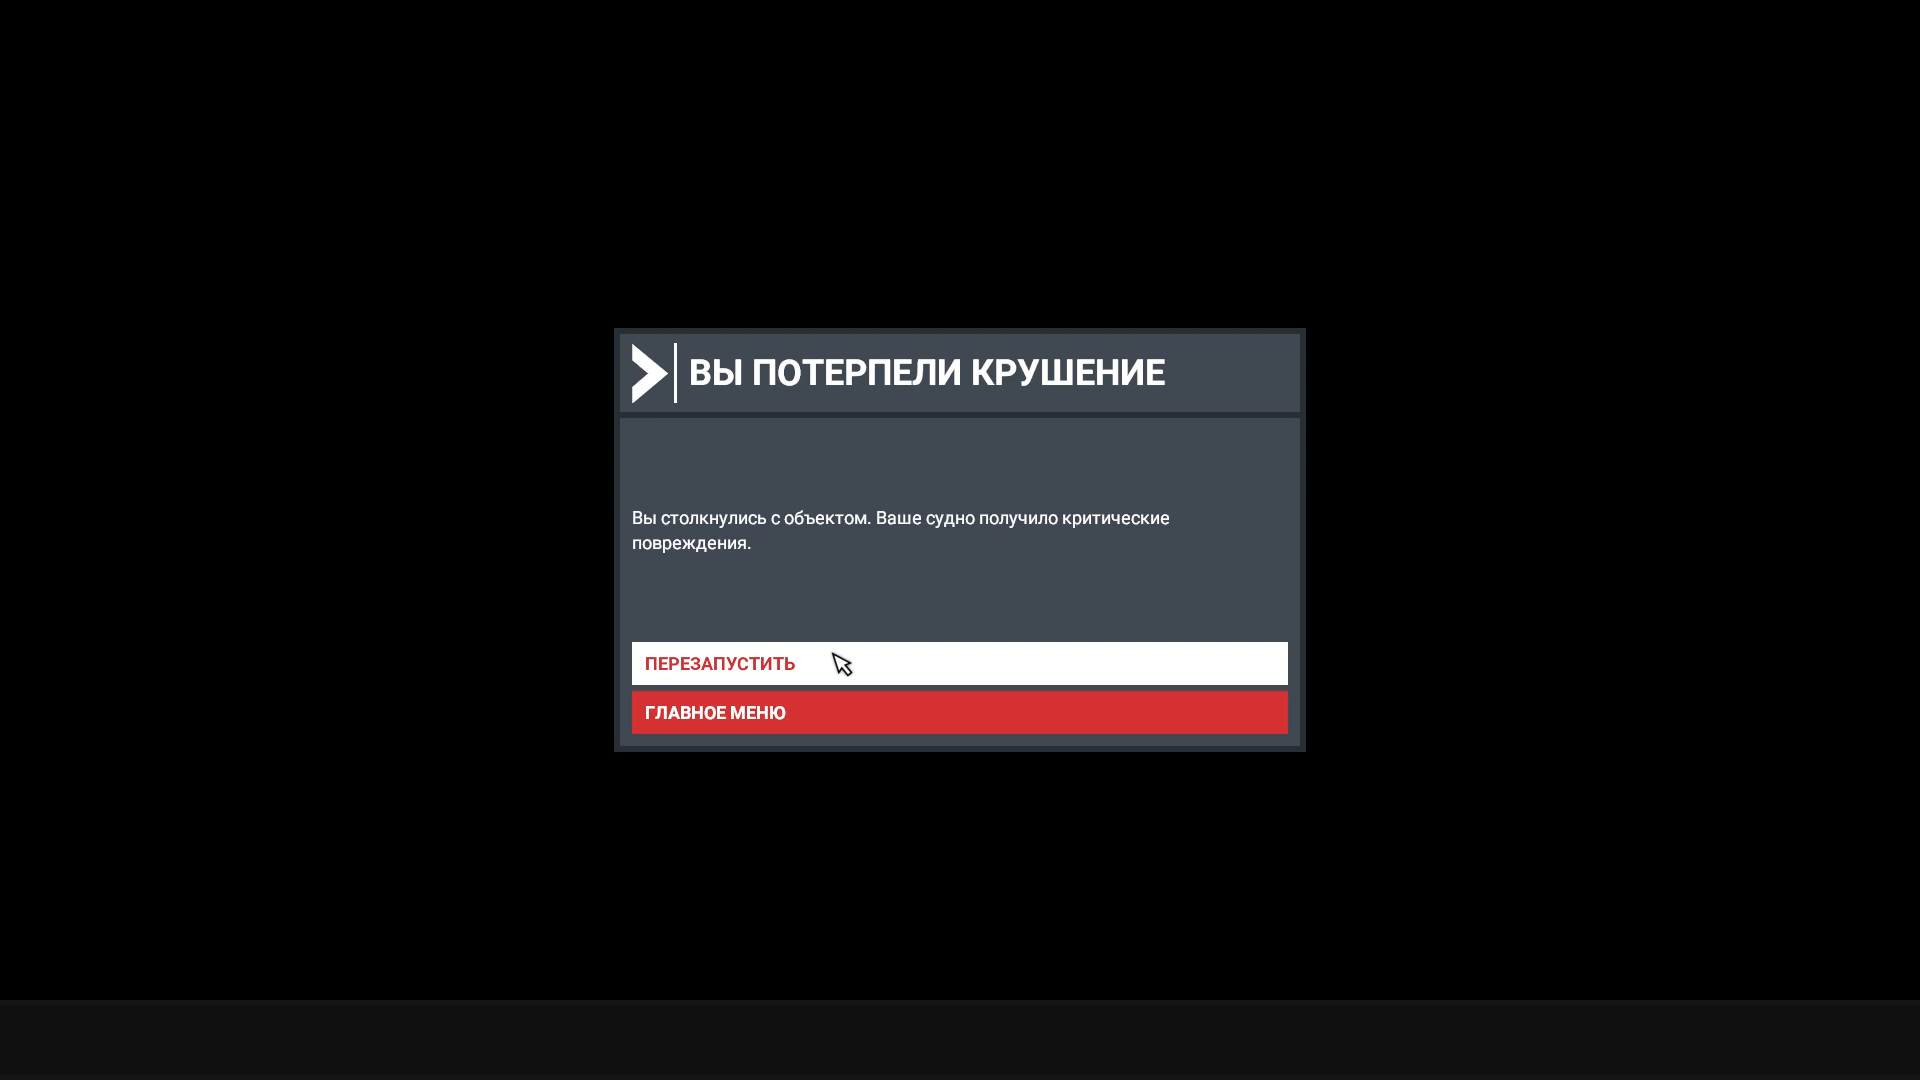 ВЫ ПОТЕРПЕЛИ КРУШЕНИЕ
Вы столкнулись с объектом. Ваше судно получило критические
повреждения.
ПЕРЕЗАПУСТИТЬ
ГЛАВНОЕ МЕНЮ